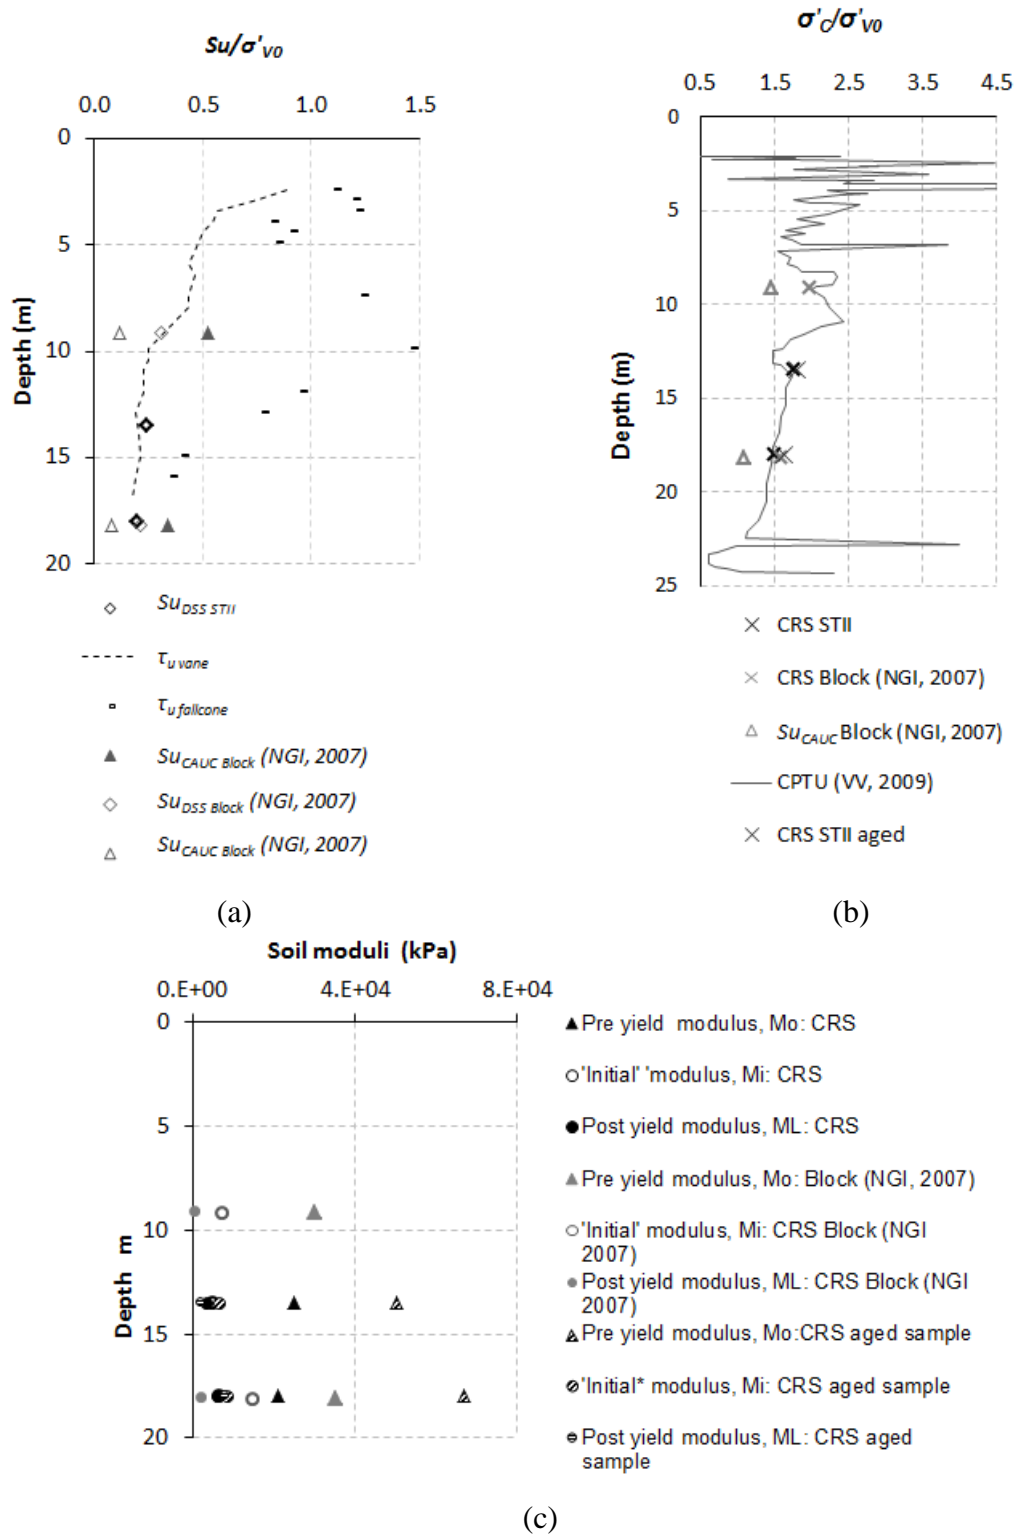 Su/σ'V0
0.0 0.5 1.0 1.5
0
5
10
15
20
Depth (m)
SuDSS STII
τu vane
τu fallcone
SuCAUC Block (NGI, 2007)
SuDSS Block (NGI, 2007)
SuCAUC Block (NGI, 2007)
(a)
σ'C/σ'V0
0.5 1.5 2.5 3.5 4.5
0
5
10
15
20
25
Depth (m)
CRS STII
CRS Block (NGI, 2007)
SuCAUC Block (NGI, 2007)
CPTU (VV, 2009)
CRS STII aged
(b)
Soil moduli (kPa)
0.E+00 4.E+04 8.E+04
0
5
10
15
20
Depth m
Pre yield modulus, Mo: CRS
'Initial' 'modulus, Mi: CRS
Post yield modulus, ML: CRS
Pre yield modulus, Mo: Block (NGI, 2007)
'Initial' modulus, Mi: CRS Block (NGI
2007)
Post yield modulus, ML: CRS Block (NGI
2007)
Pre yield modulus, Mo:CRS aged sample
'Initial* modulus, Mi: CRS aged sample
Post yield modulus, ML: CRS aged
sample
(c)